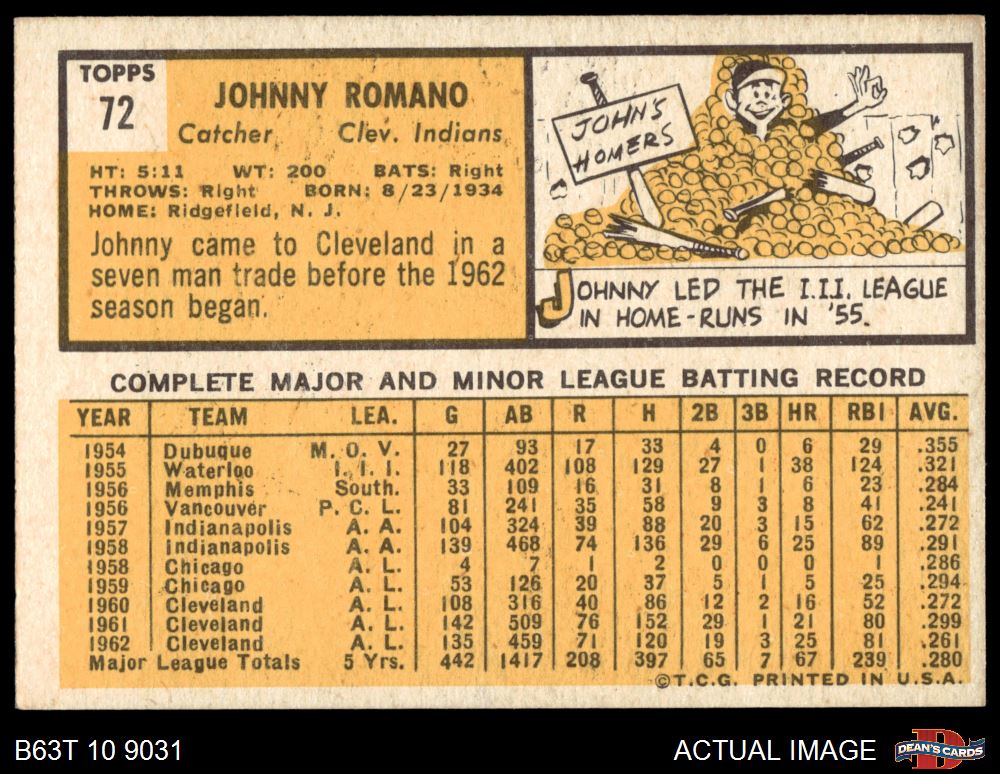 TOPPS
72
JOHNNY ROMANO
Catcher Clev. Indians
HT: 5:11 WT: 200 BATS: Right
THROWS: Right BORN: 8/23/1934
HOME: Ridgefield, N. J.
Johnny came to Cleveland in a
seven man trade before the 1962
season began.
JOHN'S
HOMERS
JOHNNY LED THE I.I.I. LEAGUE
IN HOME-RUNS IN '55.
COMPLETE MAJOR AND MINOR LEAGUE BATTING RECORD
YEAR TEAM LEA. G AB R H 2B 3B HR RBI AVG.
1954 Dubuque M. O. V. 27 93 17 33 4 0 6 29 .355
1955 Waterloo I. I. I. 118 402 108 129 27 1 38 124 .321
1956 Memphis South. 33 109 16 31 8 1 6 23 .284
1956 Vancouver P. C. L. 81 241 35 58 9 3 8 41 .241
1957 Indianapolis A. A. 104 324 39 88 20 3 15 62 .272
1958 Indianapolis A. A. 139 468 74 136 29 6 25 89 .291
1958 Chicago A. L. 4 7 1 2 0 0 0 1 .286
1959 Chicago A. L. 53 126 20 37 5 1 5 25 .294
1960 Cleveland A. L. 108 316 40 86 12 2 16 52 .272
1961 Cleveland A. L. 142 509 76 152 29 1 21 80 .299
1962 Cleveland A. L. 135 459 71 120 19 3 25 81 .261
Major League Totals 5 Yrs. 442 1417 208 397 65 7 67 239 .280
©T.C.G. PRINTED IN U.S.A.
B63T 10 9031
ACTUAL IMAGE
DEAN'S CARDS